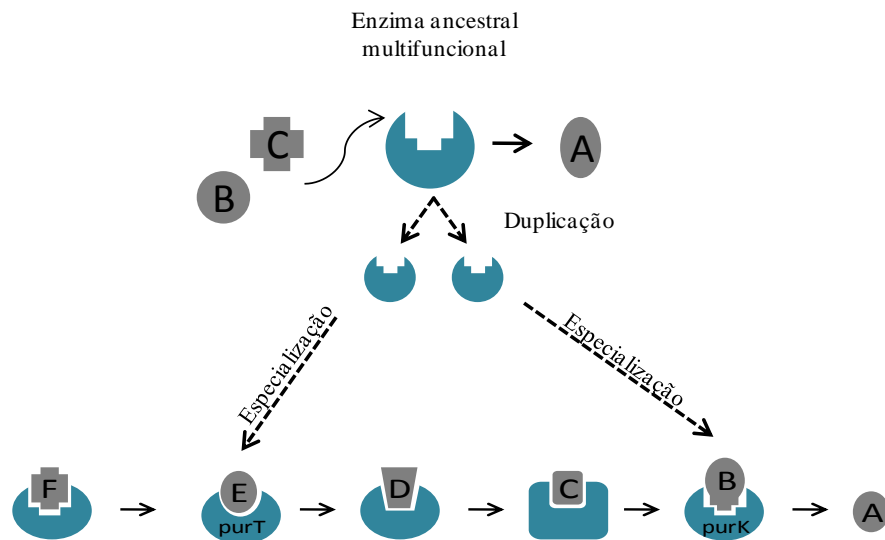 Enzima ancestral
multifuncional
C
B
A
Duplicação
Especialização
Especialização
F
E
D
C
B
A
purT
purK